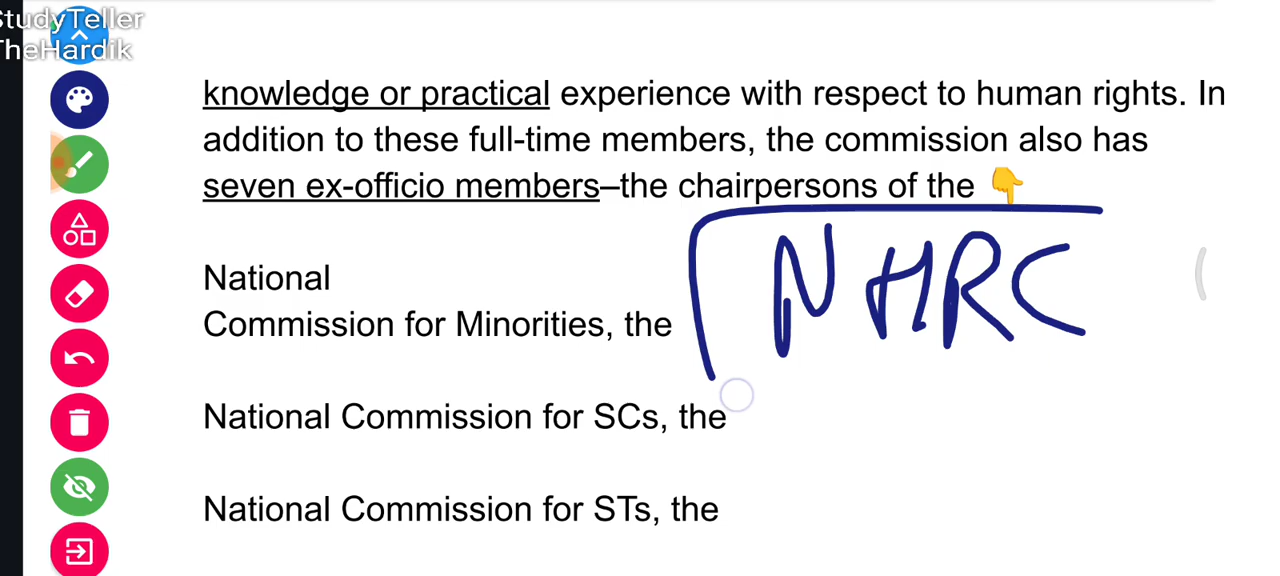 StudyTeller
TheHardik
knowledge or practical experience with respect to human rights. In
addition to these full-time members, the commission also has
seven ex-officio members–the chairpersons of the 👇
NHRC
National
Commission for Minorities, the
National Commission for SCs, the
National Commission for STs, the